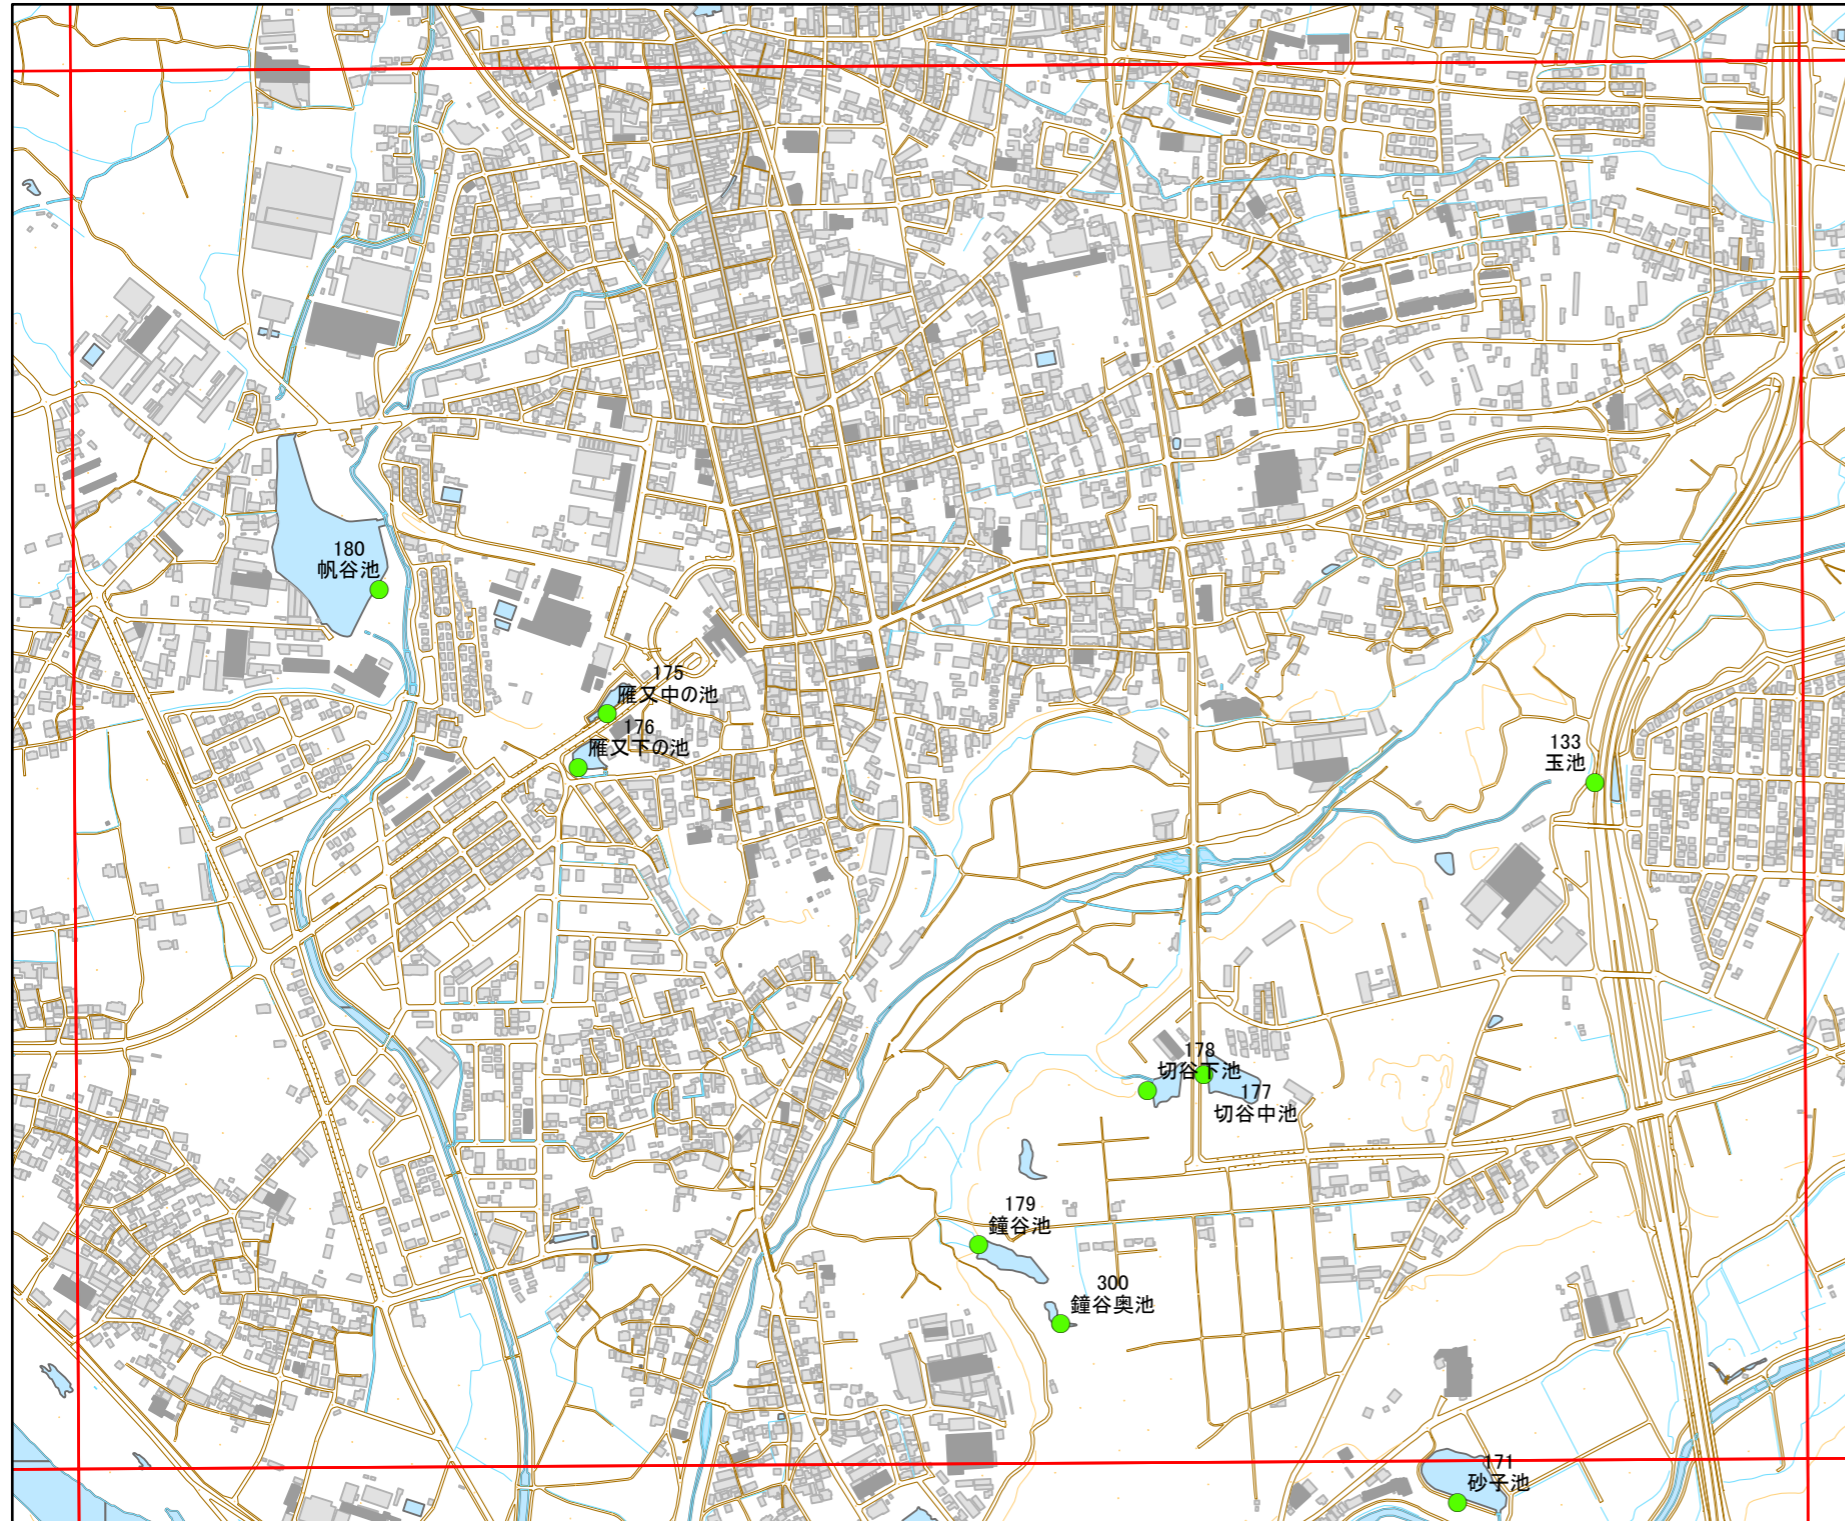 180
帆谷池
175
雁又中の池
176
雁又下の池
133
玉池
178
切谷下池
177
切谷中池
179
鐘谷池
300
鐘谷奥池
171
砂子池